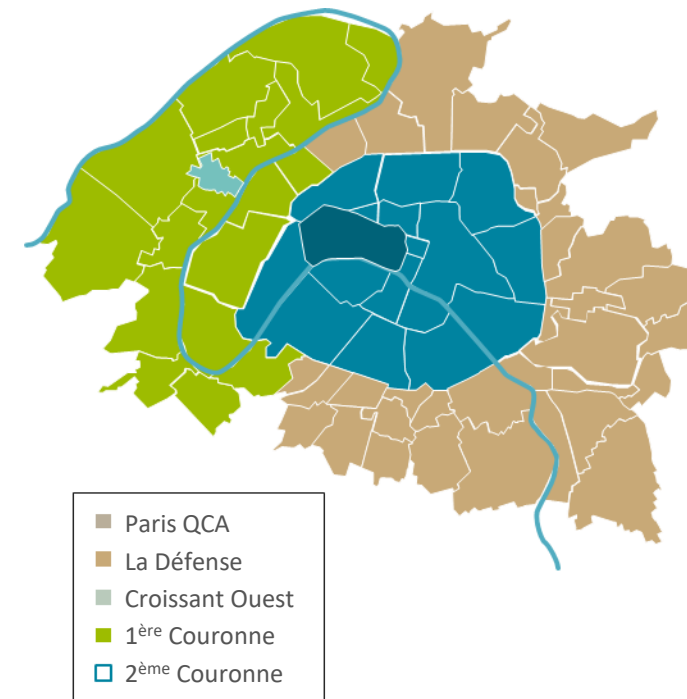 Paris QCA
La Défense
Croissant Ouest
1ère Couronne
2ème Couronne